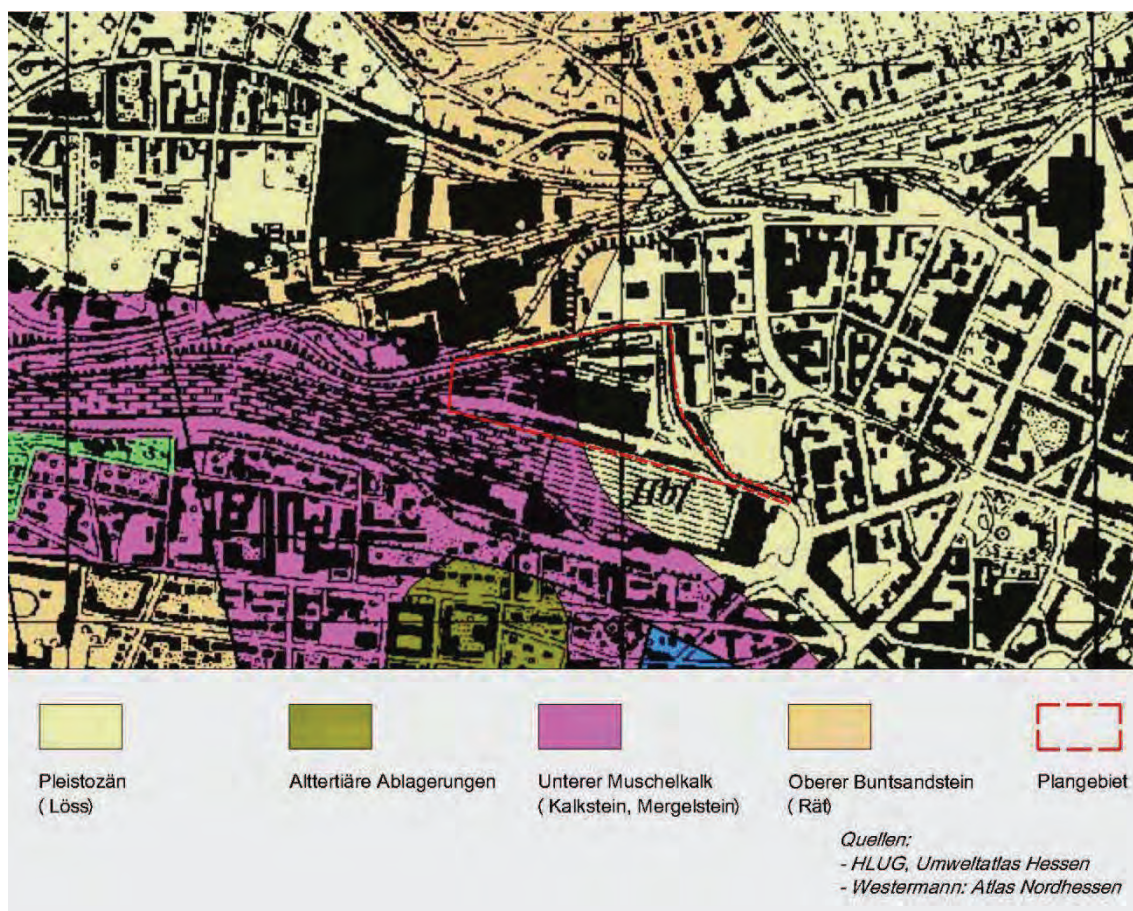 K 23
Hbf
Pleistozän
( Löss)
Alttertiäre Ablagerungen
Unterer Muschelkalk
( Kalkstein, Mergelstein)
Oberer Buntsandstein
( Rät)
Plangebiet
Quellen:
- HLUG, Umweltatlas Hessen
- Westermann: Atlas Nordhessen